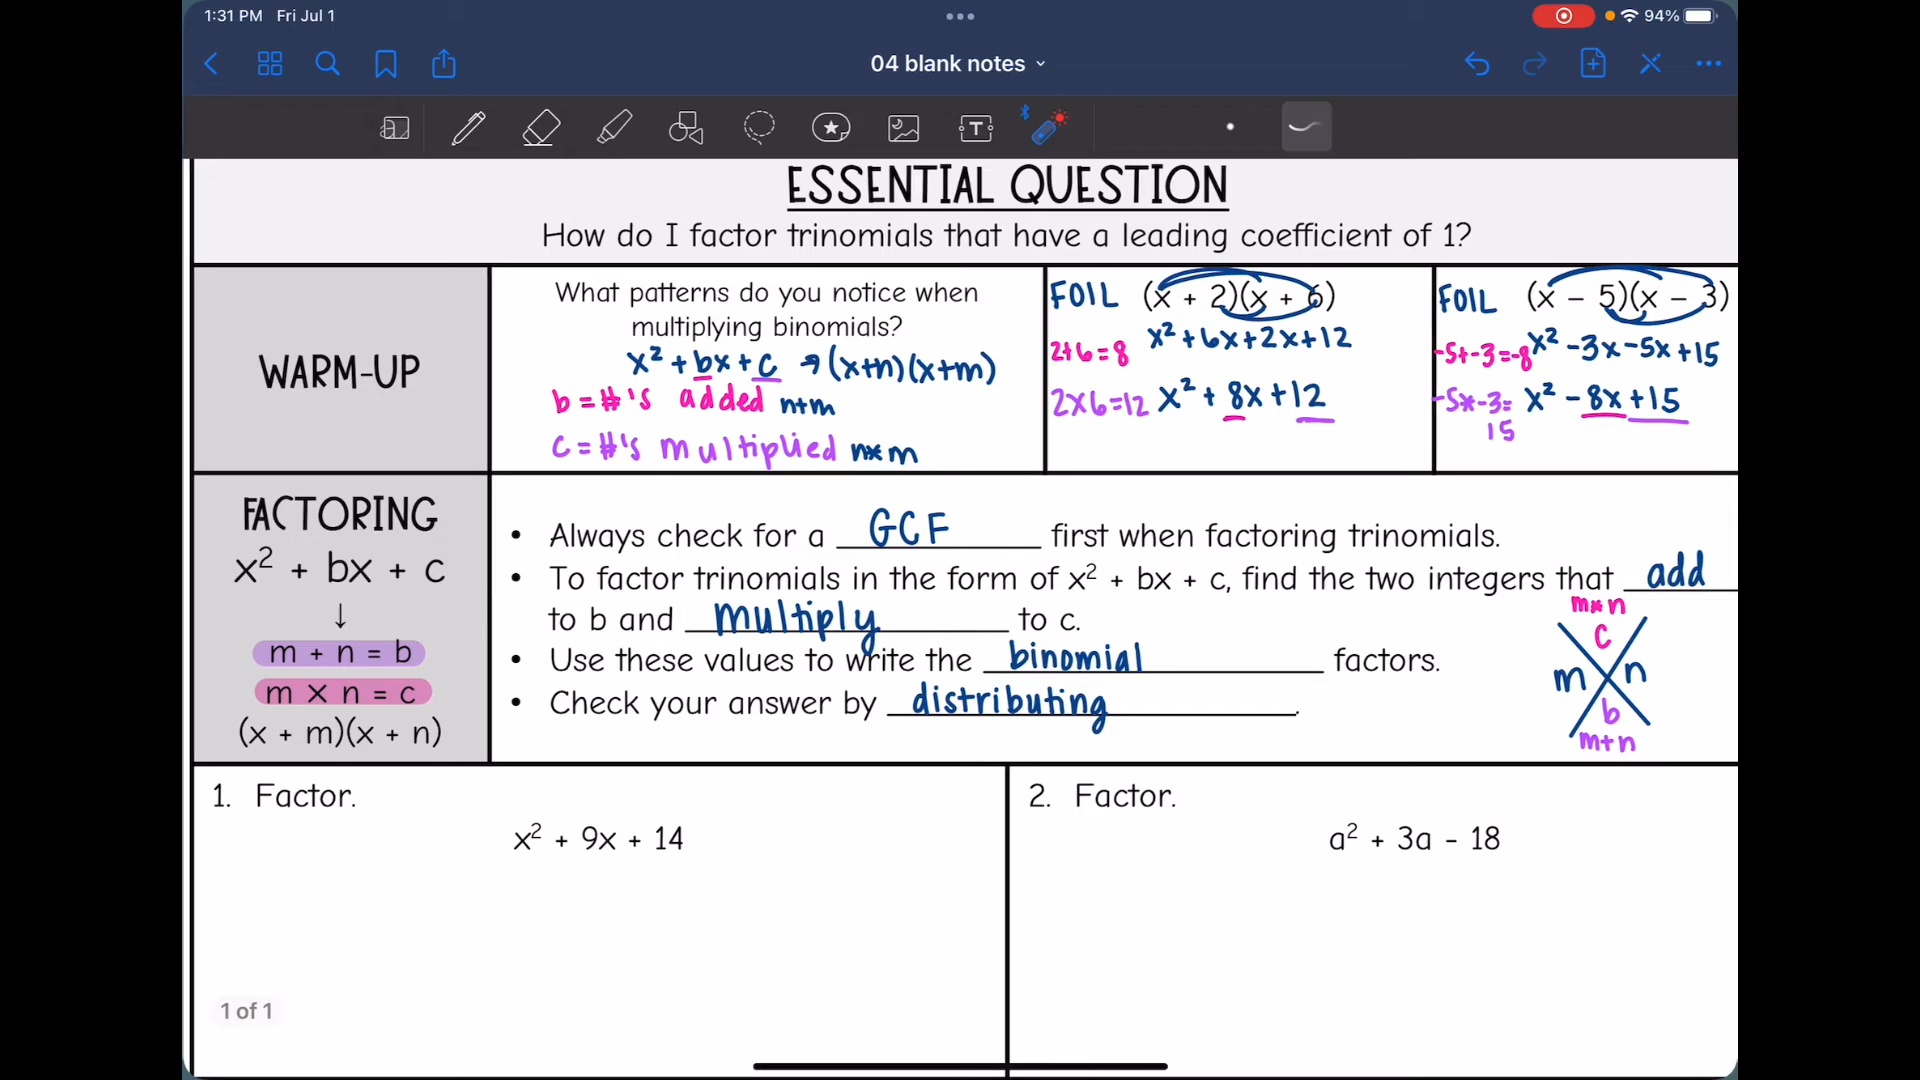 1:31 PM Fri Jul 1
94%
04 blank notes
ESSENTIAL QUESTION
How do I factor trinomials that have a leading coefficient of 1?
WARM-UP
What patterns do you notice when
multiplying binomials?
x² + bx + c → (x+n)(x+m)
b = #'s added n+m
c = #'s multiplied n*m
FOIL (x + 2)(x + 6)
2+6=8 x² + 6x + 2x + 12
2x6=12 x² + 8x + 12
FOIL (x – 5)(x – 3)
-5+-3=-8 x² - 3x - 5x + 15
-5*-3= x² - 8x + 15
15
FACTORING
x² + bx + c
↓
m + n = b
m × n = c
(x + m)(x + n)
• Always check for a GCF first when factoring trinomials.
• To factor trinomials in the form of x² + bx + c, find the two integers that add
to b and multiply to c.
• Use these values to write the binomial factors.
• Check your answer by distributing.
m*n
c
m n
b
m+n
1. Factor.
x² + 9x + 14
2. Factor.
a² + 3a - 18
1 of 1